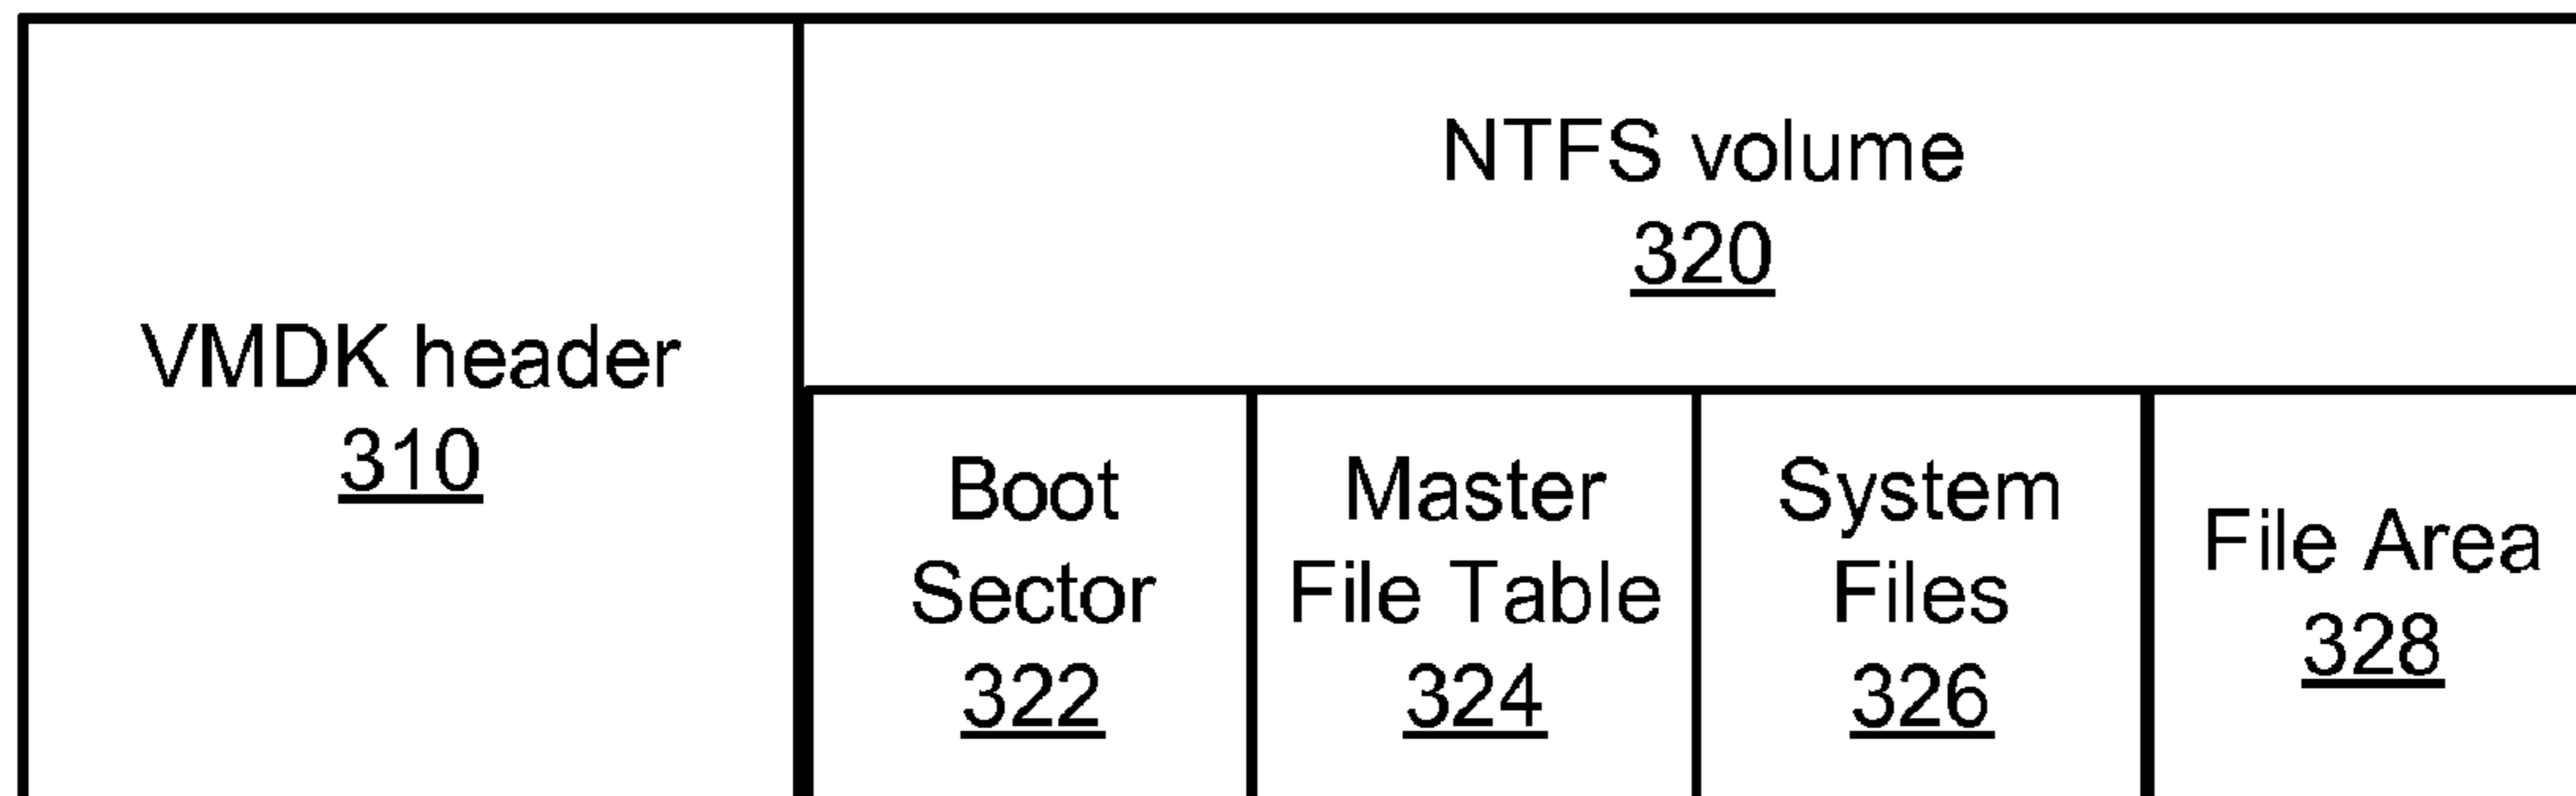 VMDK header
310
NTFS volume
320
Boot
Sector
322
Master
File Table
324
System
Files
326
File Area
328